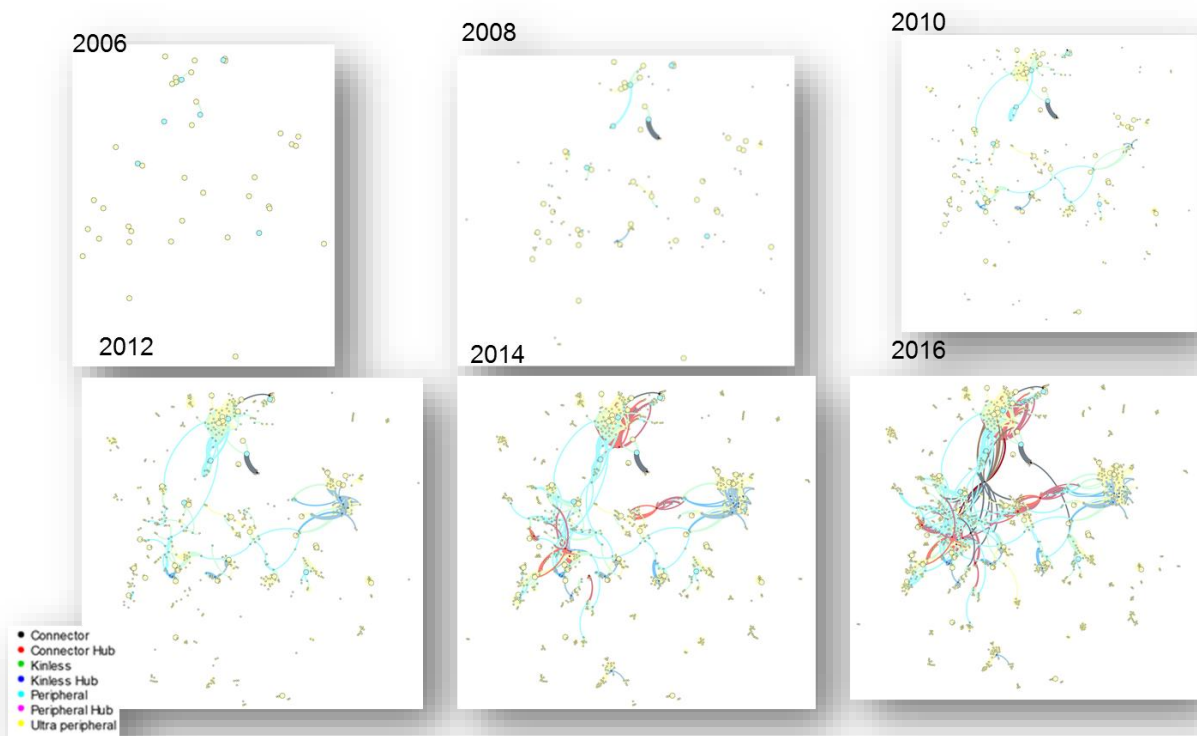 2006
2008
2010
2012
2014
2016
Connector
Connector Hub
Kinless
Kinless Hub
Peripheral
Peripheral Hub
Ultra peripheral